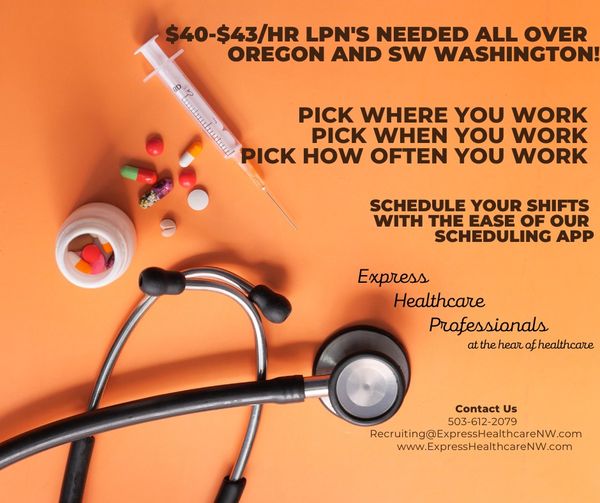 $40-$43/HR LPN'S NEEDED ALL OVER
OREGON AND SW WASHINGTON!
PICK WHERE YOU WORK
PICK WHEN YOU WORK
PICK HOW OFTEN YOU WORK
SCHEDULE YOUR SHIFTS
WITH THE EASE OF OUR
SCHEDULING APP
Express
Healthcare
Professionals
at the hear of healthcare
Contact Us
503-612-2079
Recruiting@ExpressHealthcareNW.com
www.ExpressHealthcareNW.com